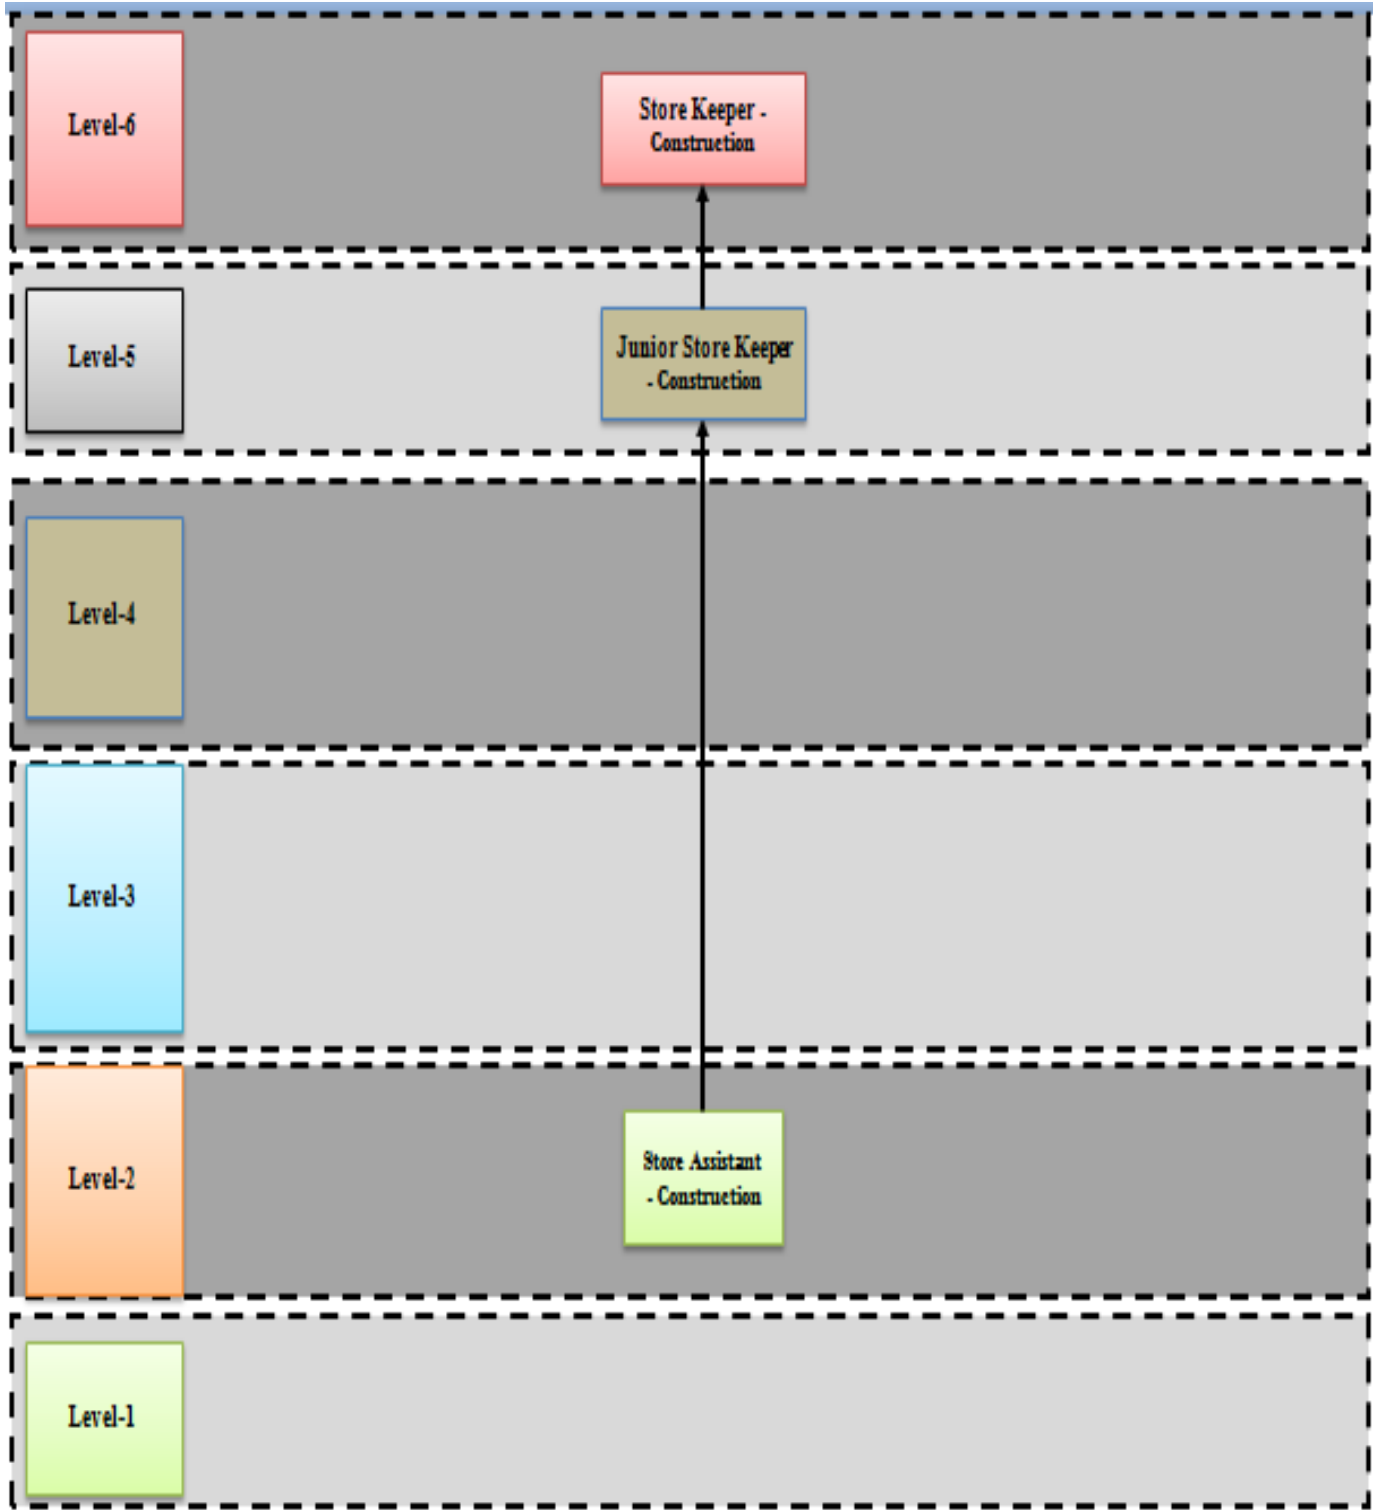 Level-6
Store Keeper -
Construction
Level-5
Junior Store Keeper
- Construction
Level-4
Level-3
Level-2
Store Assistant
- Construction
Level-1